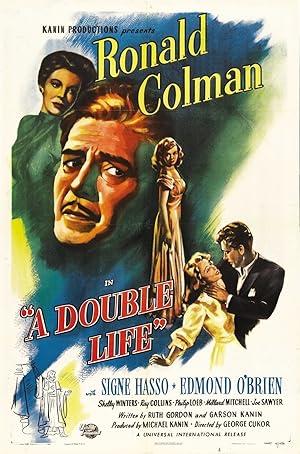 KANIN PRODUCTIONS presents
Ronald
Colman
IN
"A DOUBLE
LIFE"
with SIGNE HASSO • EDMOND O'BRIEN
Shelley WINTERS • Ray COLLINS • Philip LOEB • Millard MITCHELL • Joe SAWYER
Written by RUTH GORDON and GARSON KANIN
Produced by MICHAEL KANIN • Directed by GEORGE CUKOR
A UNIVERSAL INTERNATIONAL RELEASE